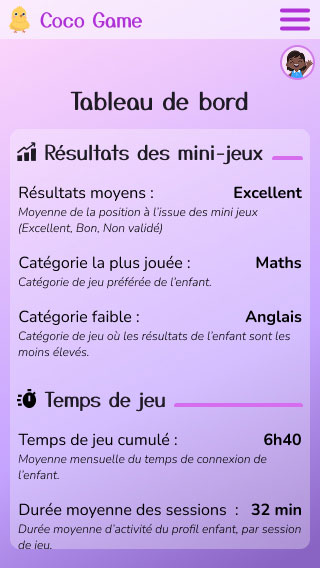 Coco Game
Tableau de bord
Résultats des mini-jeux
Résultats moyens : Excellent
Moyenne de la position à l'issue des mini jeux
(Excellent, Bon, Non validé)
Catégorie la plus jouée : Maths
Catégorie de jeu préférée de l'enfant.
Catégorie faible : Anglais
Catégorie de jeu où les résultats de l'enfant sont les
moins élevés.
Temps de jeu
Temps de jeu cumulé : 6h40
Moyenne mensuelle du temps de connexion de
l'enfant.
Durée moyenne des sessions : 32 min
Durée moyenne d'activité du profil enfant, par session
de jeu.